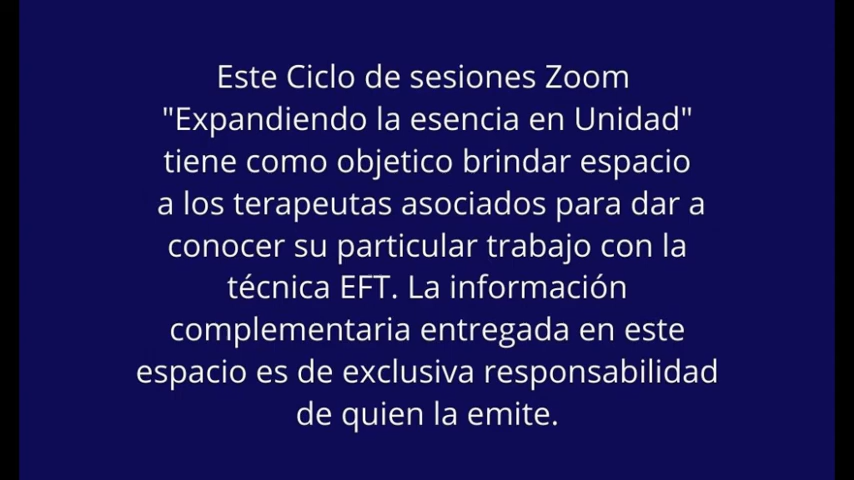 Este Ciclo de sesiones Zoom
"Expandiendo la esencia en Unidad"
tiene como objetico brindar espacio
a los terapeutas asociados para dar a
conocer su particular trabajo con la
técnica EFT. La información
complementaria entregada en este
espacio es de exclusiva responsabilidad
de quien la emite.